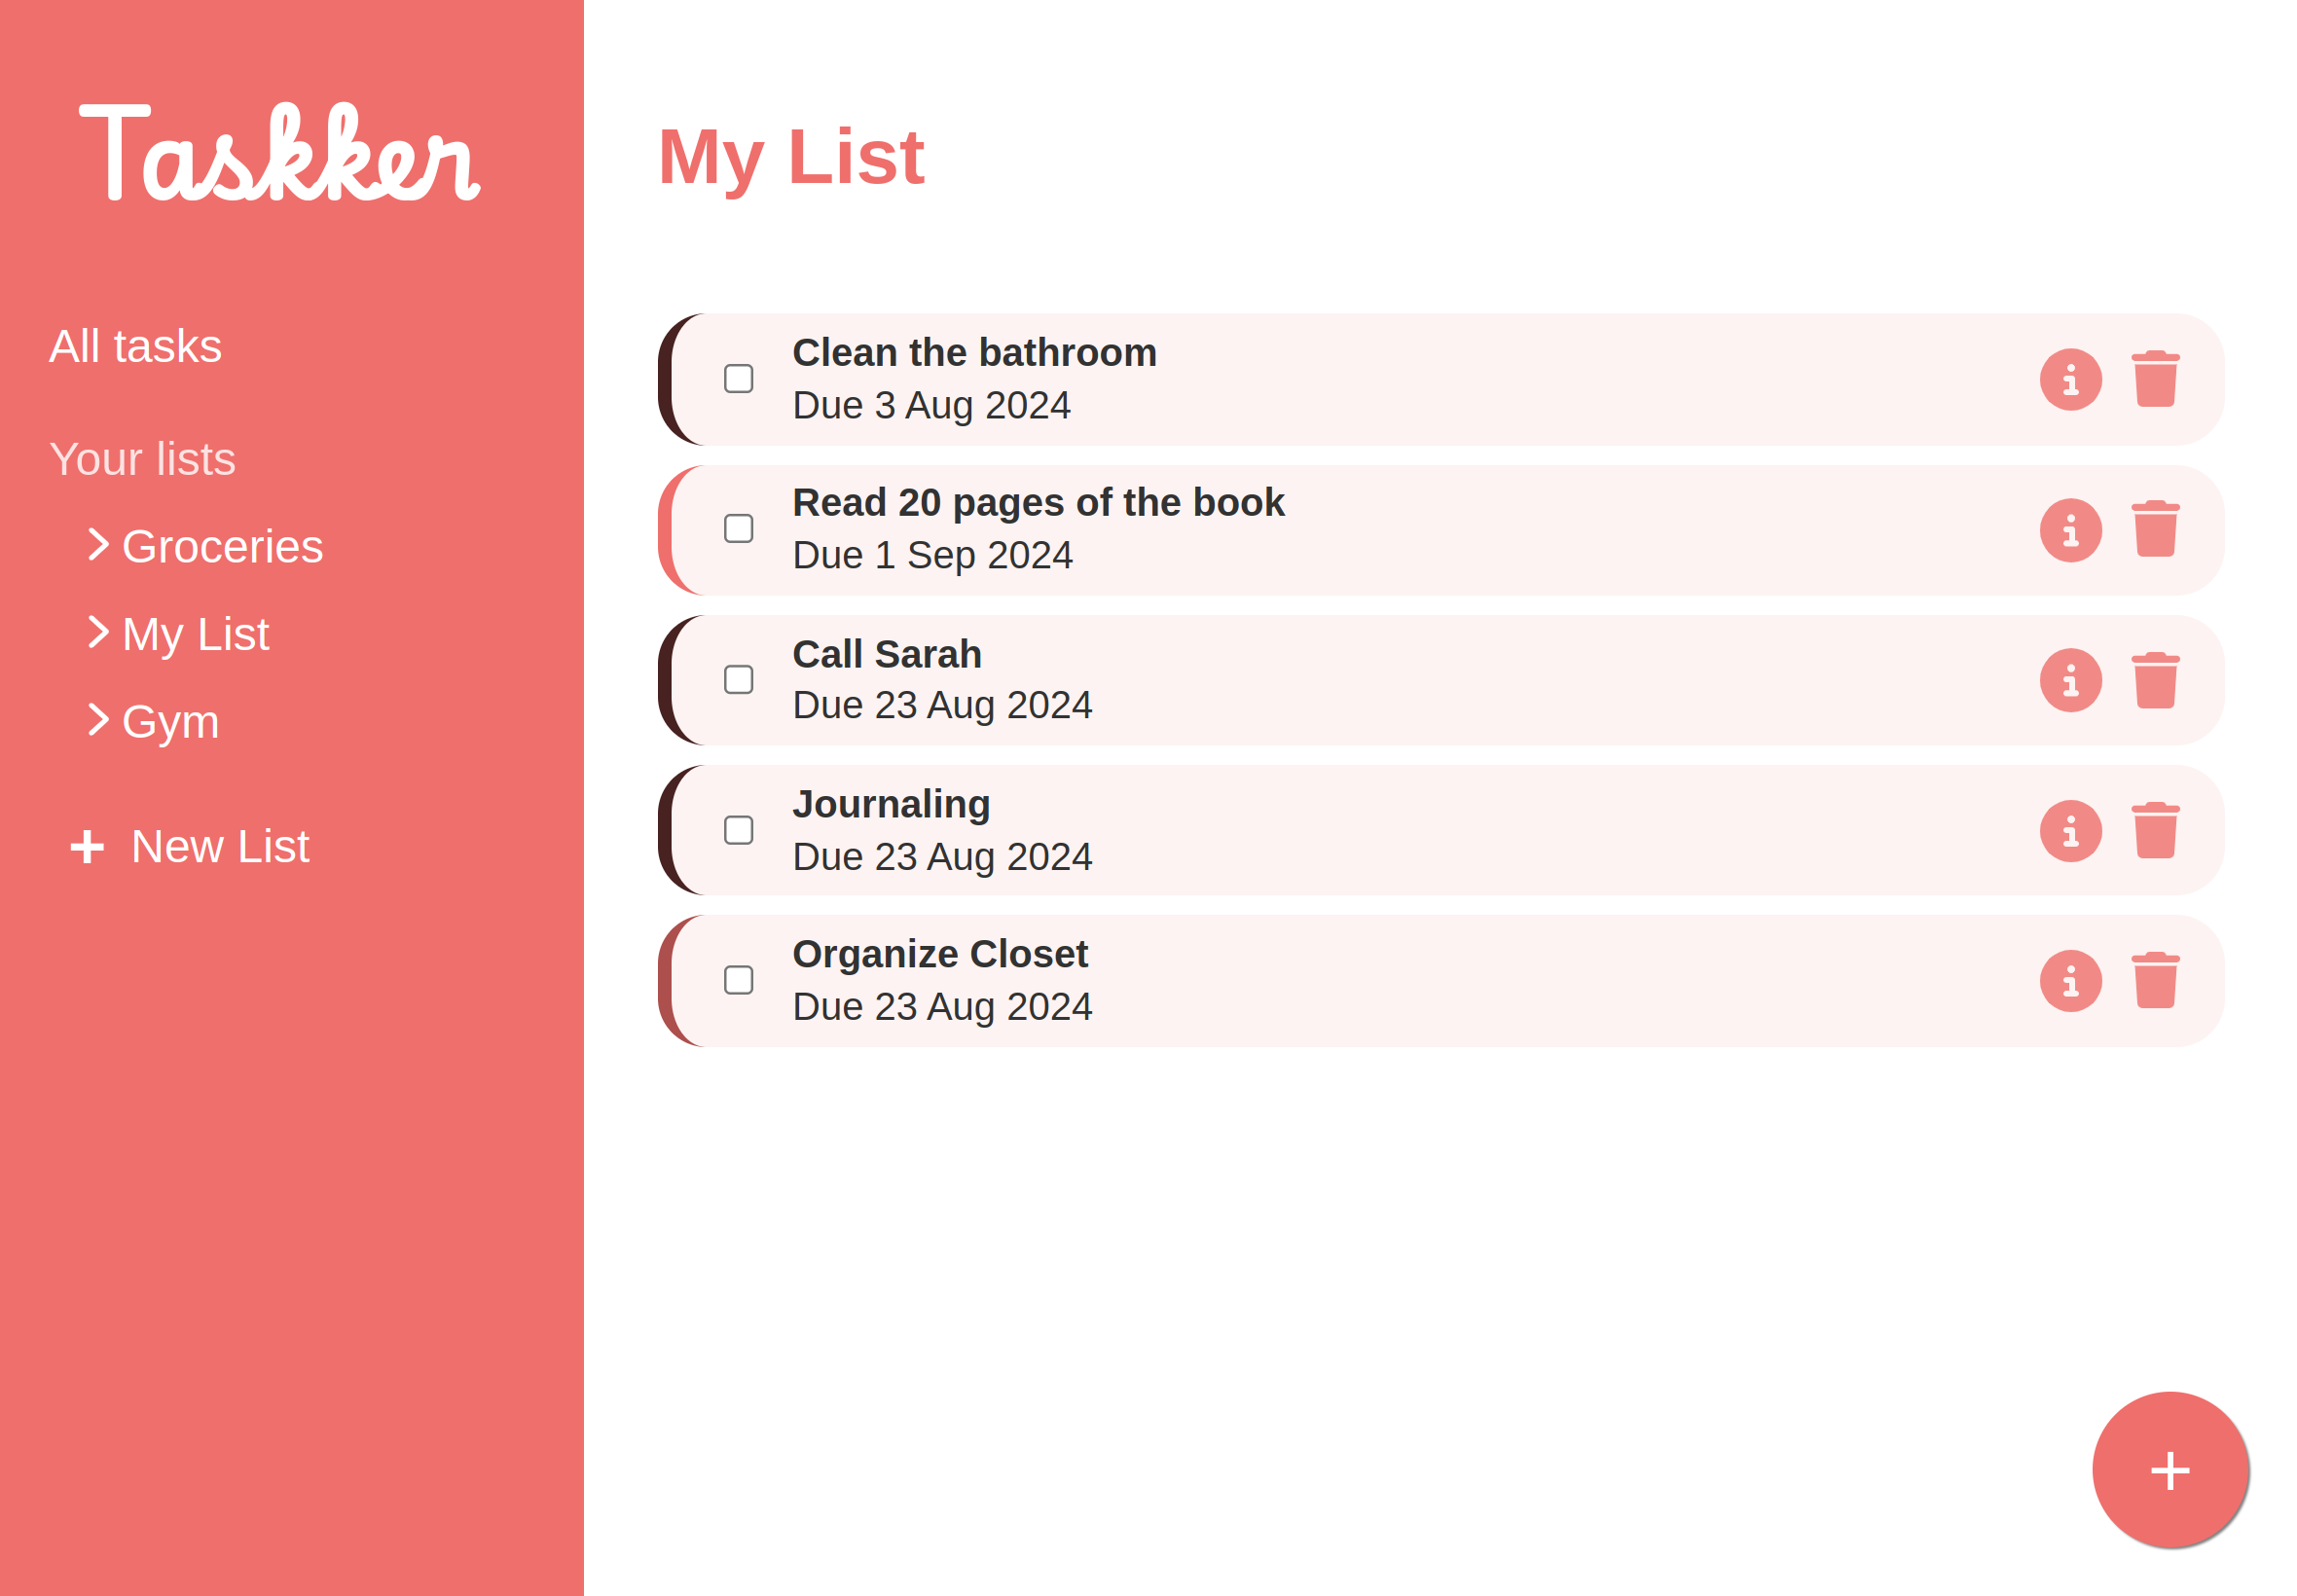 Taskker
All tasks
Your lists
Groceries
My List
Gym
+ New List
My List
Clean the bathroom
Due 3 Aug 2024
Read 20 pages of the book
Due 1 Sep 2024
Call Sarah
Due 23 Aug 2024
Journaling
Due 23 Aug 2024
Organize Closet
Due 23 Aug 2024
+